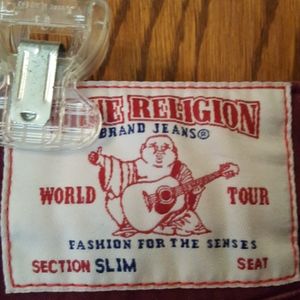 UE RELIGION
BRAND JEANS®
WORLD TOUR
FASHION FOR THE SENSES
SECTION SLIM SEAT